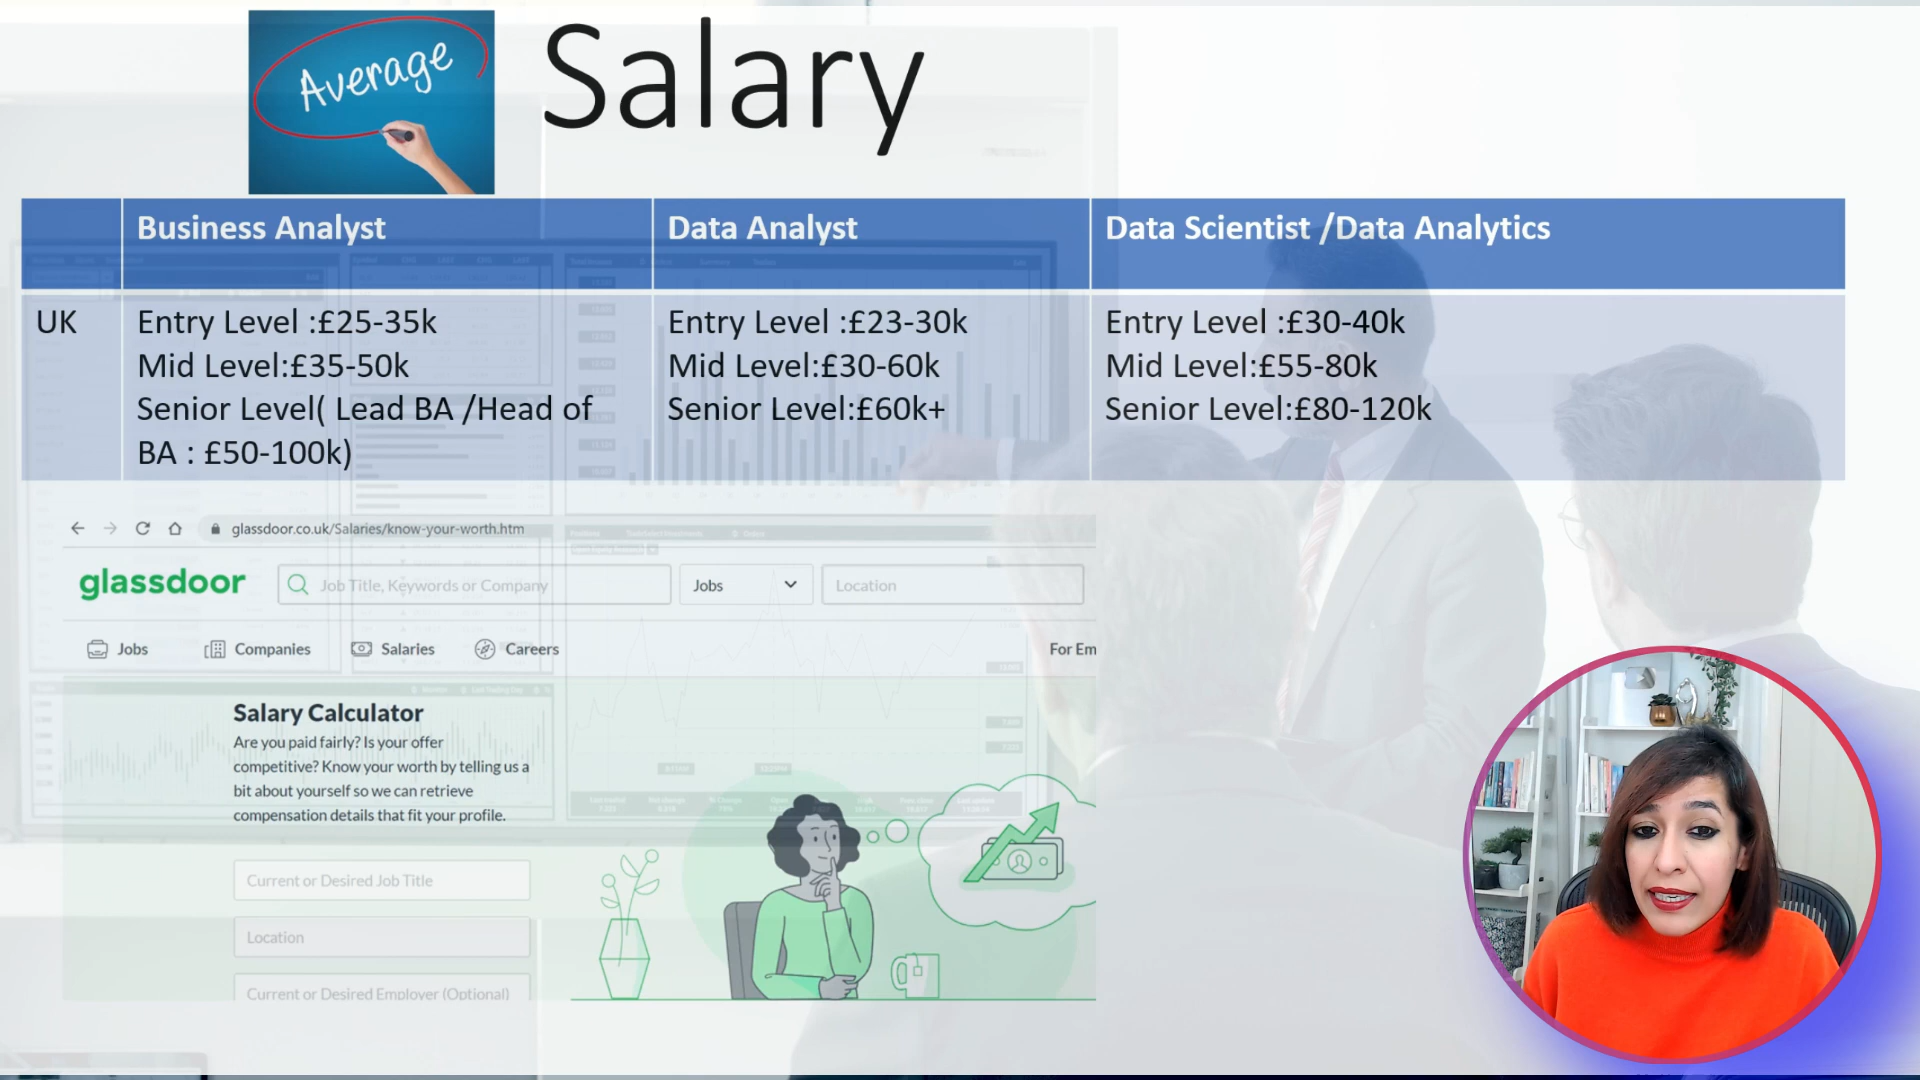 Average
Salary
Business Analyst
Data Analyst
Data Scientist /Data Analytics
UK
Entry Level :£25-35k
Mid Level:£35-50k
Senior Level( Lead BA /Head of
BA : £50-100k)
Entry Level :£23-30k
Mid Level:£30-60k
Senior Level:£60k+
Entry Level :£30-40k
Mid Level:£55-80k
Senior Level:£80-120k
glassdoor.co.uk/Salaries/know-your-worth.htm
glassdoor
Job Title, Keywords or Company
Jobs
Location
Jobs
Companies
Salaries
Careers
For Em
Salary Calculator
Are you paid fairly? Is your offer
competitive? Know your worth by telling us a
bit about yourself so we can retrieve
compensation details that fit your profile.
Current or Desired Job Title
Location
Current or Desired Employer (Optional)